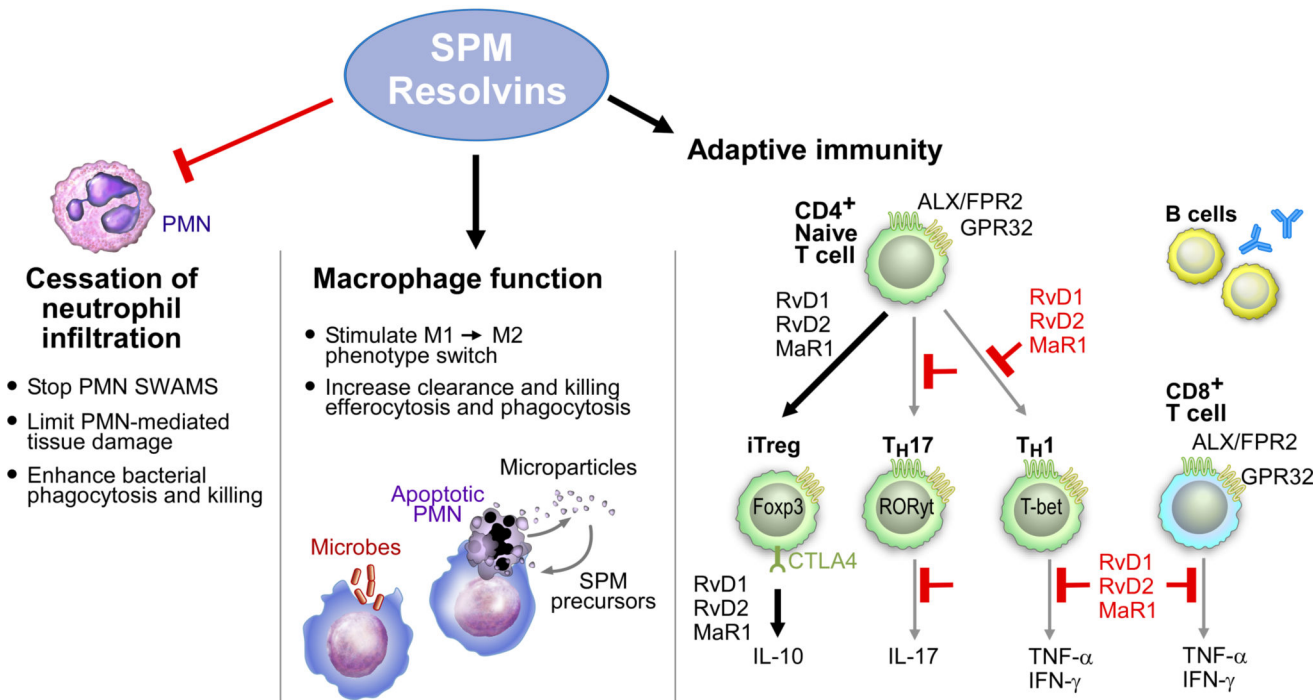 SPM
Resolvins
PMN
Cessation of
neutrophil
infiltration
• Stop PMN SWAMS
• Limit PMN-mediated
tissue damage
• Enhance bacterial
phagocytosis and killing
Macrophage function
• Stimulate M1 → M2
phenotype switch
• Increase clearance and killing
efferocytosis and phagocytosis
Microparticles
Apoptotic
PMN
Microbes
SPM
precursors
Adaptive immunity
CD4+
Naive
T cell
ALX/FPR2
GPR32
B cells
RvD1
RvD2
MaR1
RvD1
RvD2
MaR1
CD8+
T cell
ALX/FPR2
GPR32
iTreg
TH17
TH1
Foxp3
RORyt
T-bet
CTLA4
RvD1
RvD2
MaR1
RvD1
RvD2
MaR1
IL-10
IL-17
TNF-α
IFN-γ
TNF-α
IFN-γ